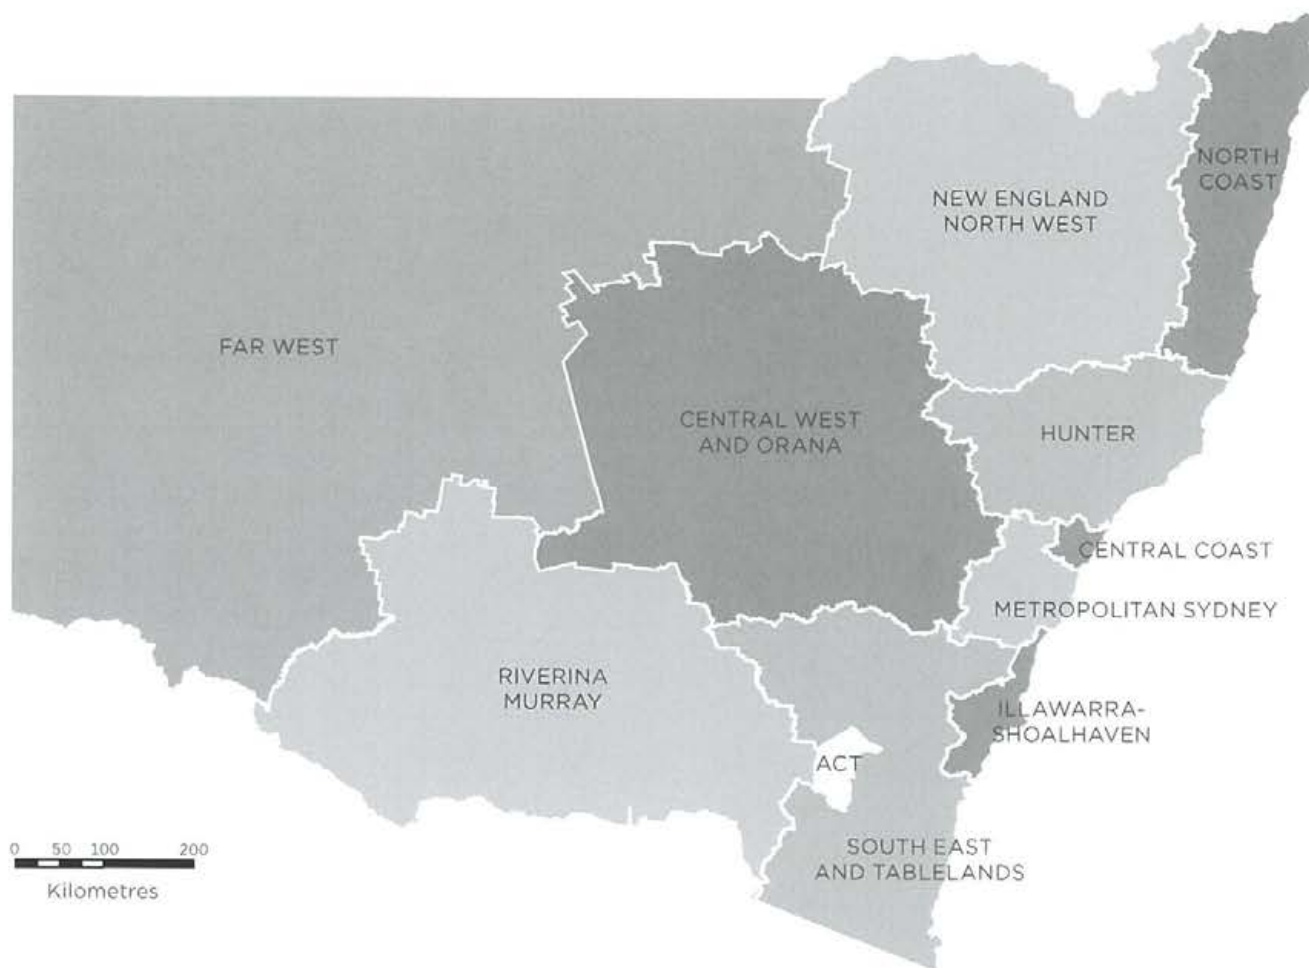 NORTH
COAST
NEW ENGLAND
NORTH WEST
FAR WEST
CENTRAL WEST
AND ORANA
HUNTER
CENTRAL COAST
METROPOLITAN SYDNEY
RIVERINA
MURRAY
ILLAWARRA-
SHOALHAVEN
ACT
SOUTH EAST
AND TABLELANDS
0 50 100 200
Kilometres